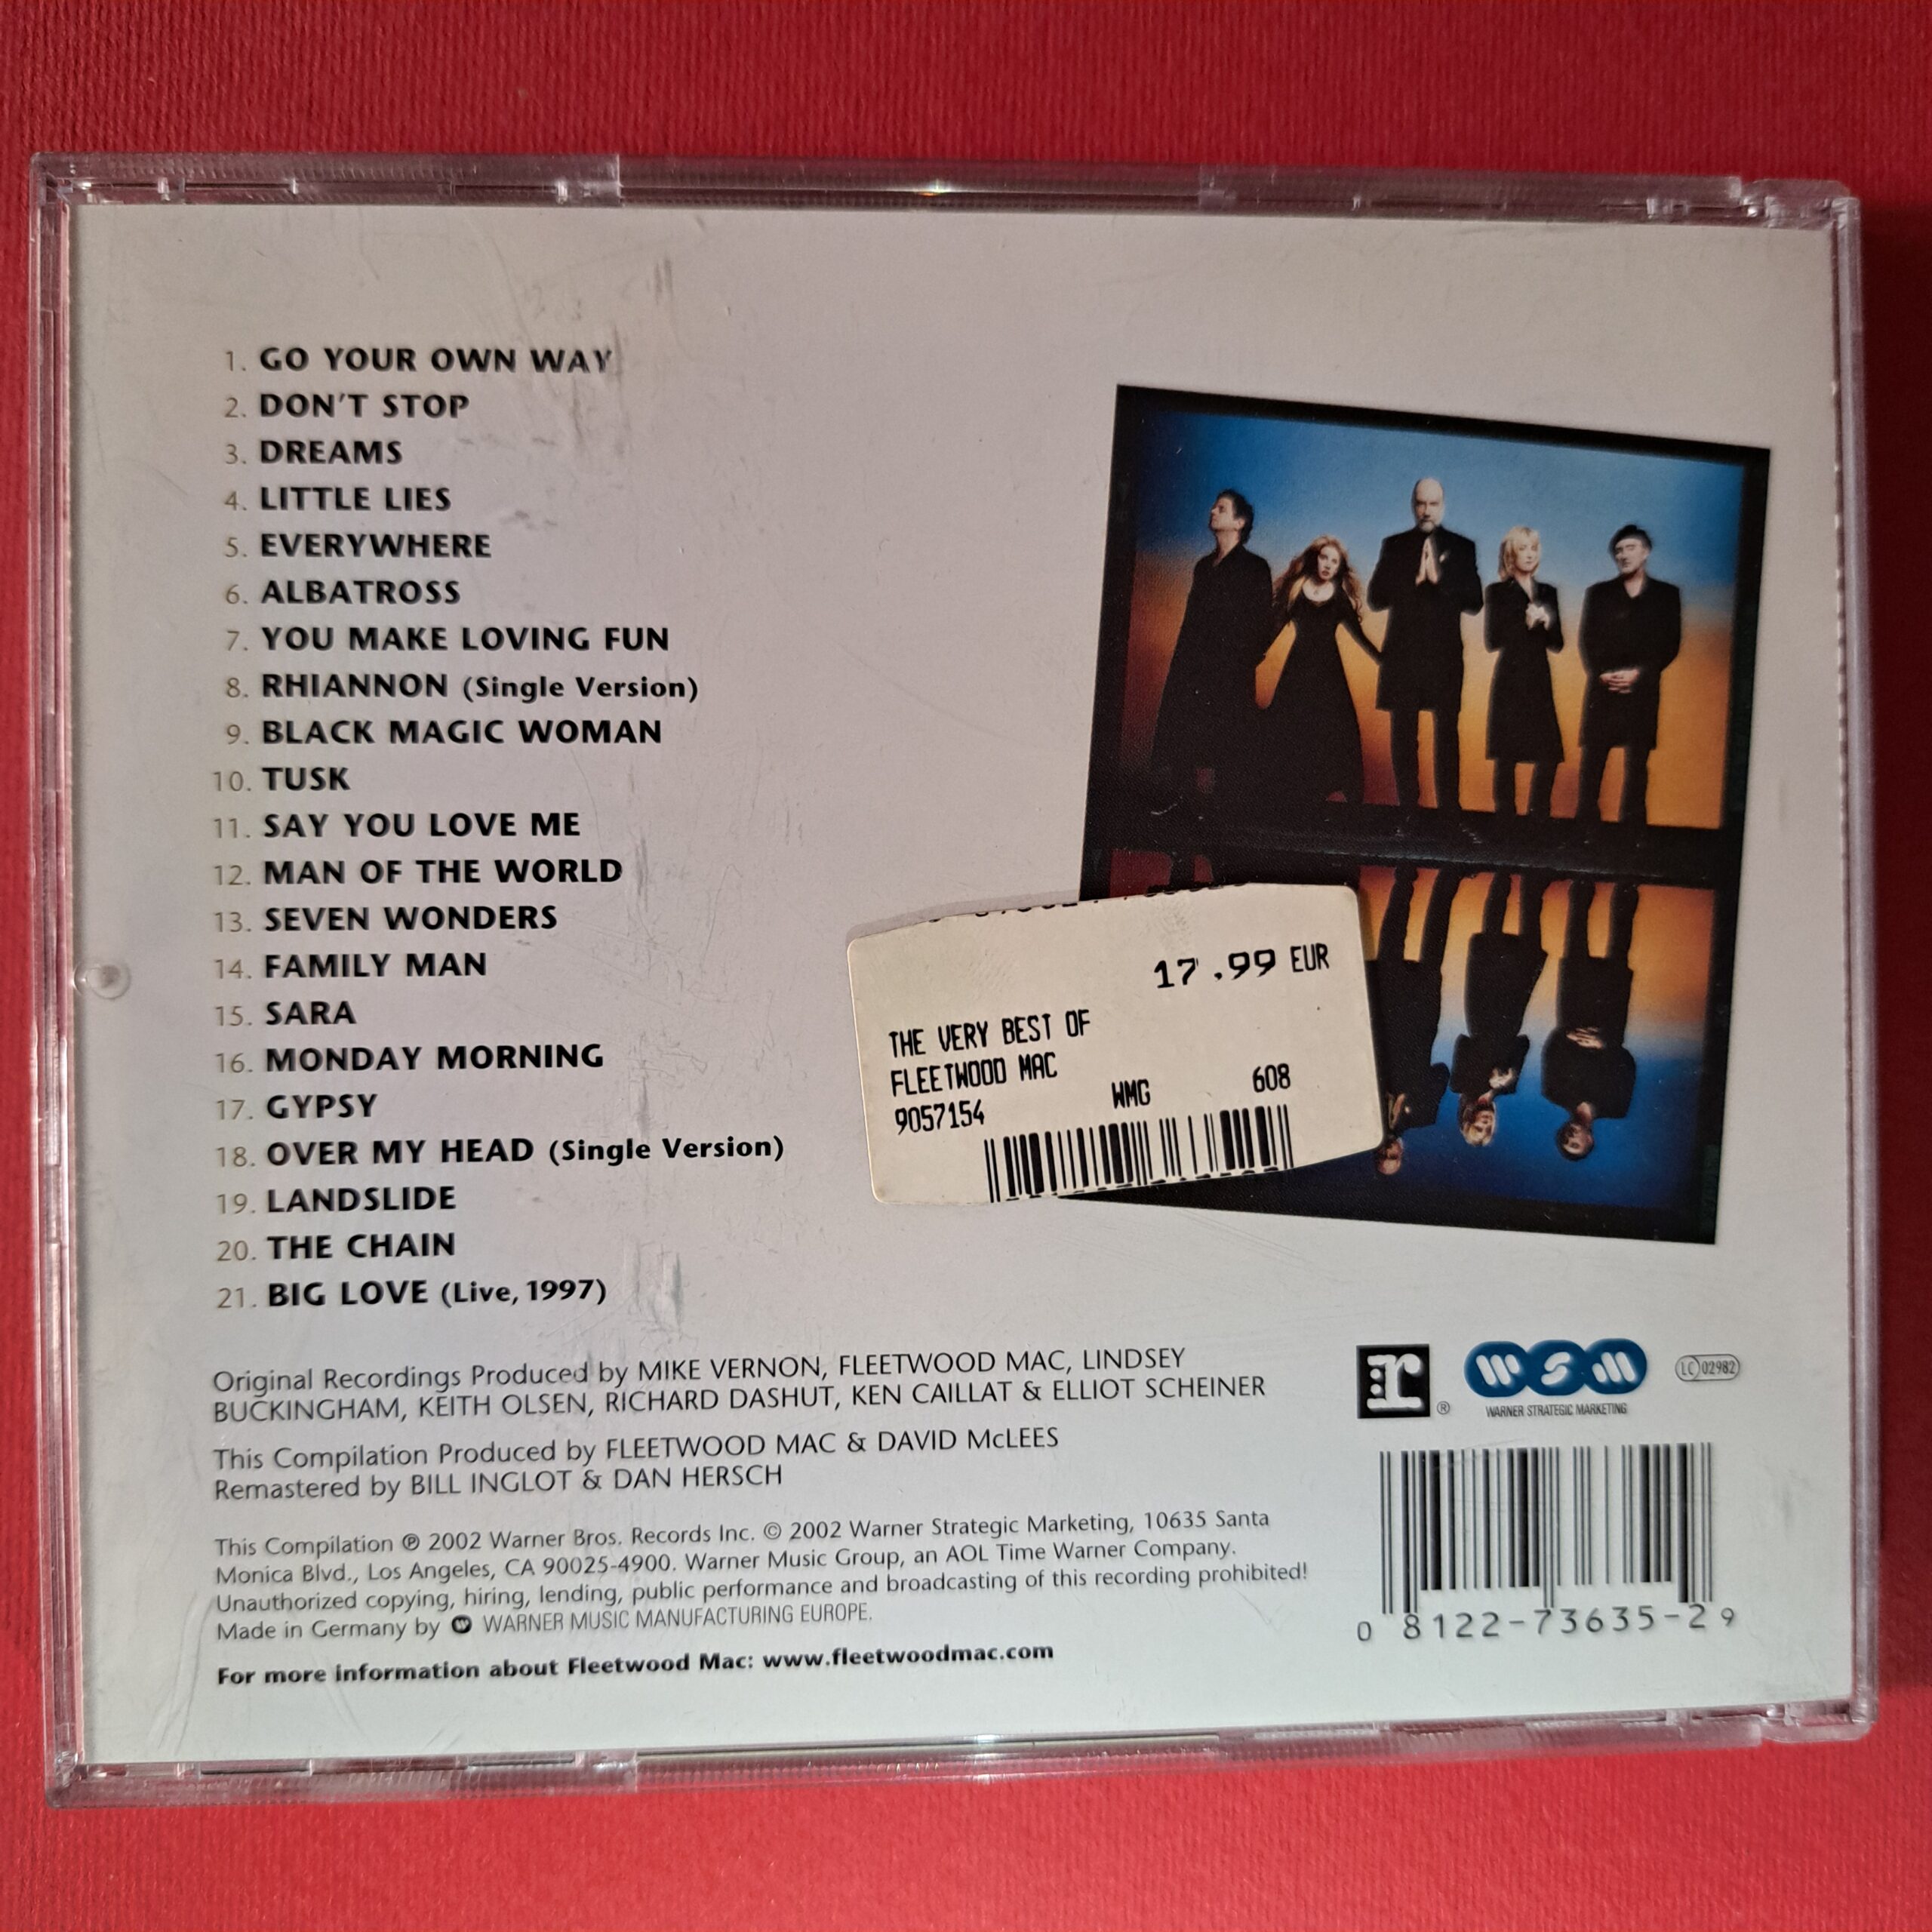 1. GO YOUR OWN WAY
2. DON'T STOP
3. DREAMS
4. LITTLE LIES
5. EVERYWHERE
6. ALBATROSS
7. YOU MAKE LOVING FUN
8. RHIANNON (Single Version)
9. BLACK MAGIC WOMAN
10. TUSK
11. SAY YOU LOVE ME
12. MAN OF THE WORLD
13. SEVEN WONDERS
14. FAMILY MAN
15. SARA
16. MONDAY MORNING
17. GYPSY
18. OVER MY HEAD (Single Version)
19. LANDSLIDE
20. THE CHAIN
21. BIG LOVE (Live, 1997)
17.99 EUR
THE VERY BEST OF
FLEETWOOD MAC
9057154 WMG 608
Original Recordings Produced by MIKE VERNON, FLEETWOOD MAC, LINDSEY
BUCKINGHAM, KEITH OLSEN, RICHARD DASHUT, KEN CAILLAT & ELLIOT SCHEINER
This Compilation Produced by FLEETWOOD MAC & DAVID McLEES
Remastered by BILL INGLOT & DAN HERSCH
This Compilation ℗ 2002 Warner Bros. Records Inc. © 2002 Warner Strategic Marketing, 10635 Santa
Monica Blvd., Los Angeles, CA 90025-4900. Warner Music Group, an AOL Time Warner Company.
Unauthorized copying, hiring, lending, public performance and broadcasting of this recording prohibited!
Made in Germany by W WARNER MUSIC MANUFACTURING EUROPE.
For more information about Fleetwood Mac: www.fleetwoodmac.com
r ® WSM LC 02982
WARNER STRATEGIC MARKETING
0 8122-73635-2 9